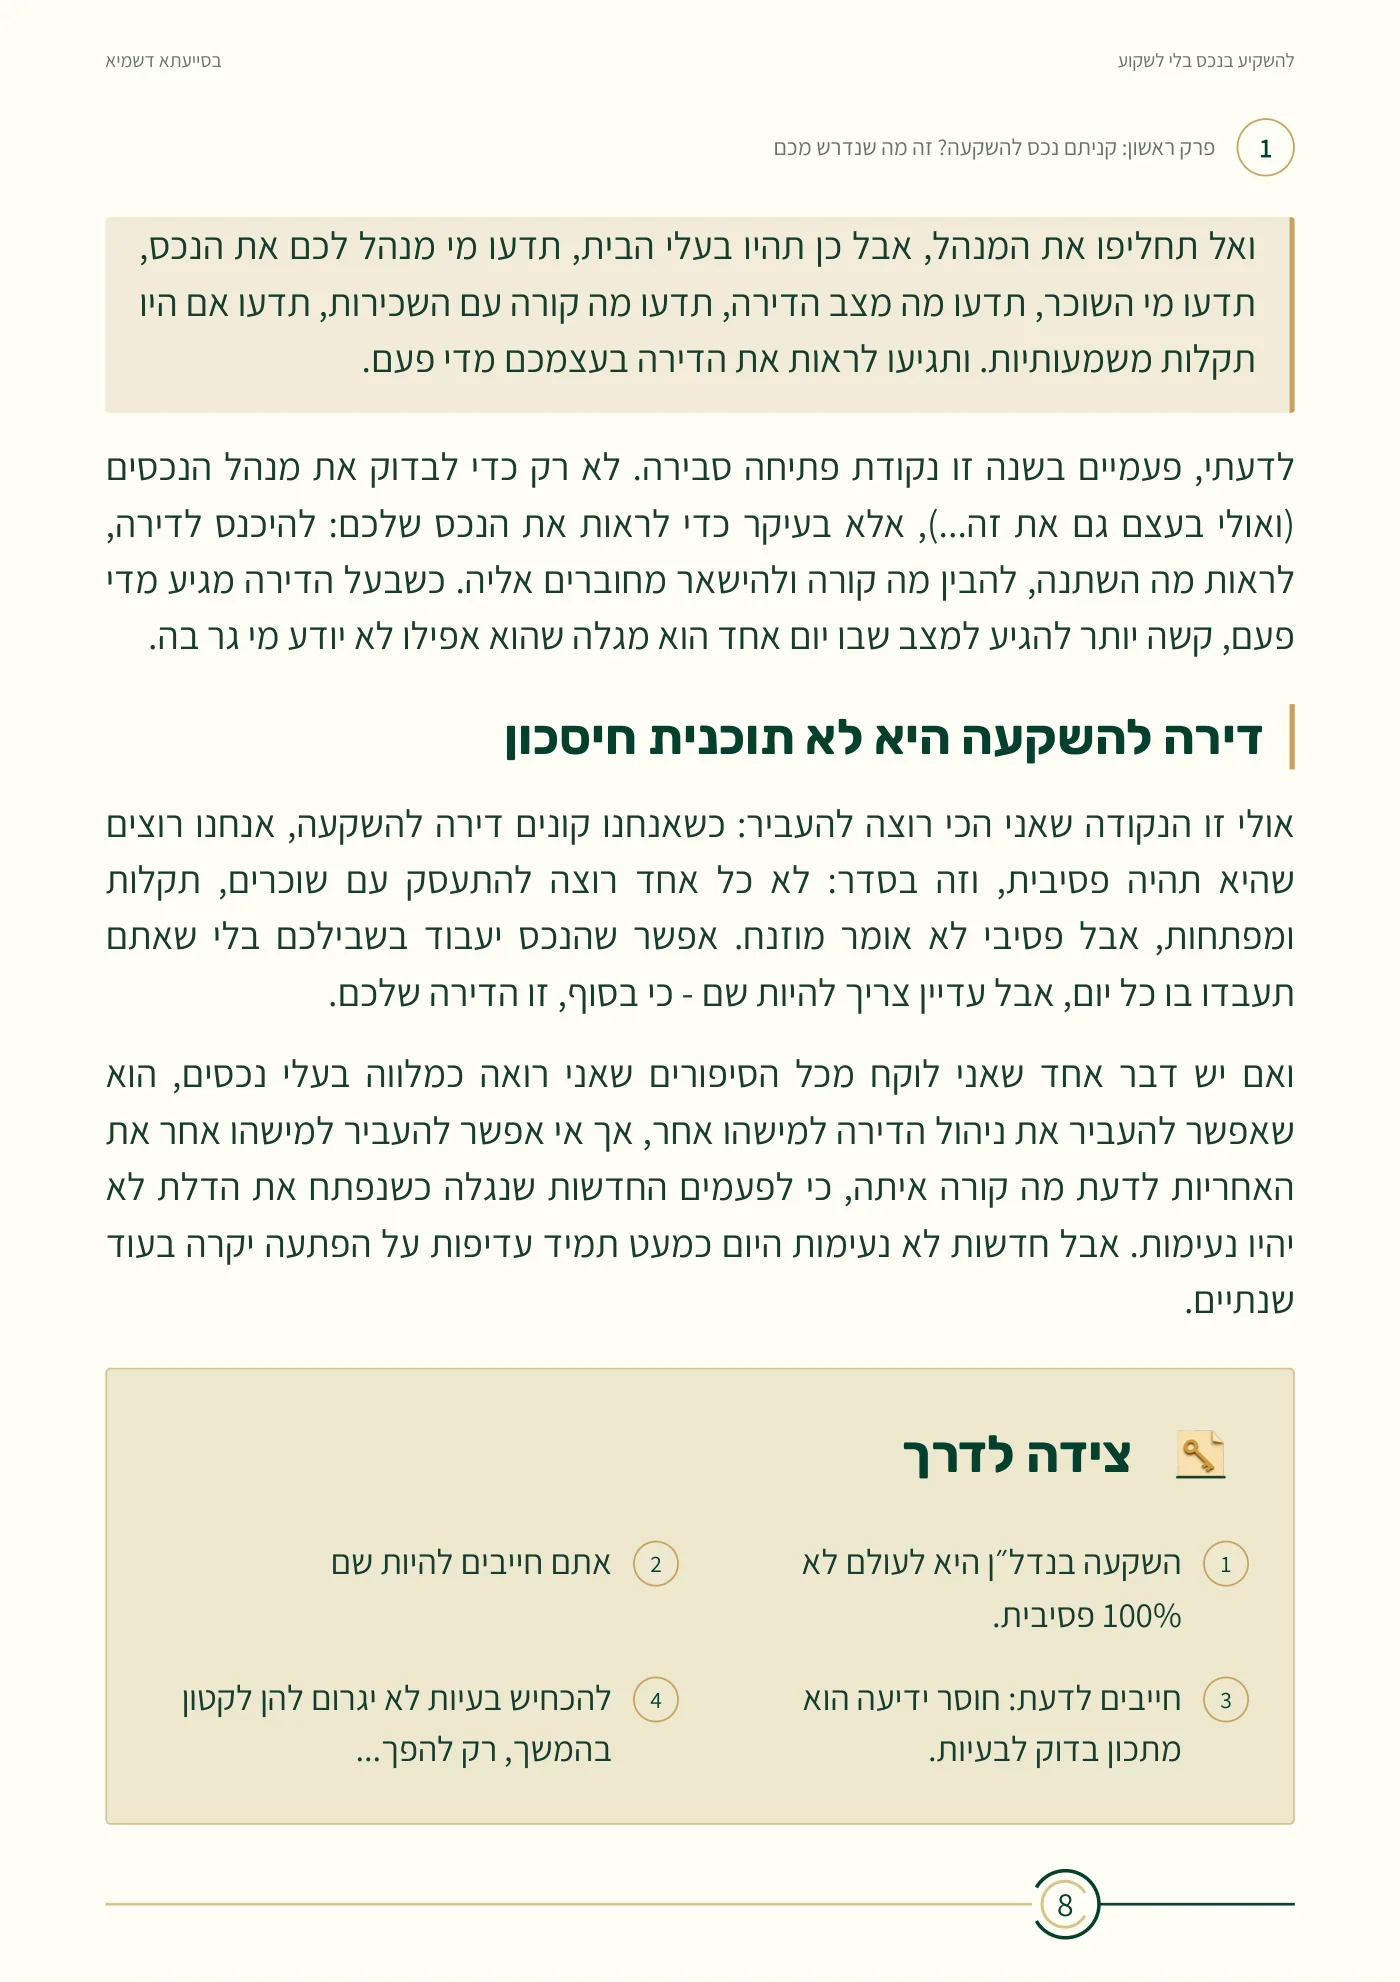 להשקיע בנכס בלי לשקוע
בסייעתא דשמיא
1
פרק ראשון: קניתם נכס להשקעה? זה מה שנדרש מכם
ואל תחליפו את המנהל, אבל כן תהיו בעלי הבית, תדעו מי מנהל לכם את הנכס,
תדעו מי השוכר, תדעו מה מצב הדירה, תדעו מה קורה עם השכירות, תדעו אם היו
תקלות משמעותיות. ותגיעו לראות את הדירה בעצמכם מדי פעם.
לדעתי, פעמיים בשנה זו נקודת פתיחה סבירה. לא רק כדי לבדוק את מנהל הנכסים
(ואולי בעצם גם את זה...), אלא בעיקר כדי לראות את הנכס שלכם: להיכנס לדירה,
לראות מה השתנה, להבין מה קורה ולהישאר מחוברים אליה. כשבעל הדירה מגיע מדי
פעם, קשה יותר להגיע למצב שבו יום אחד הוא מגלה שהוא אפילו לא יודע מי גר בה.
דירה להשקעה היא לא תוכנית חיסכון
אולי זו הנקודה שאני הכי רוצה להעביר: כשאנחנו קונים דירה להשקעה, אנחנו רוצים
שהיא תהיה פסיבית, וזה בסדר: לא כל אחד רוצה להתעסק עם שוכרים, תקלות
ומפתחות, אבל פסיבי לא אומר מוזנח. אפשר שהנכס יעבוד בשבילכם בלי שאתם
תעבדו בו כל יום, אבל עדיין צריך להיות שם - כי בסוף, זו הדירה שלכם.
ואם יש דבר אחד שאני לוקח מכל הסיפורים שאני רואה כמלווה בעלי נכסים, הוא
שאפשר להעביר את ניהול הדירה למישהו אחר, אך אי אפשר להעביר למישהו אחר את
האחריות לדעת מה קורה איתה, כי לפעמים החדשות שנגלה כשנפתח את הדלת לא
יהיו נעימות. אבל חדשות לא נעימות היום כמעט תמיד עדיפות על הפתעה יקרה בעוד
שנתיים.
צידה לדרך
1
השקעה בנדל״ן היא לעולם לא
100% פסיבית.
2
אתם חייבים להיות שם
3
חייבים לדעת: חוסר ידיעה הוא
מתכון בדוק לבעיות.
4
להכחיש בעיות לא יגרום להן לקטון
בהמשך, רק להפך...
8